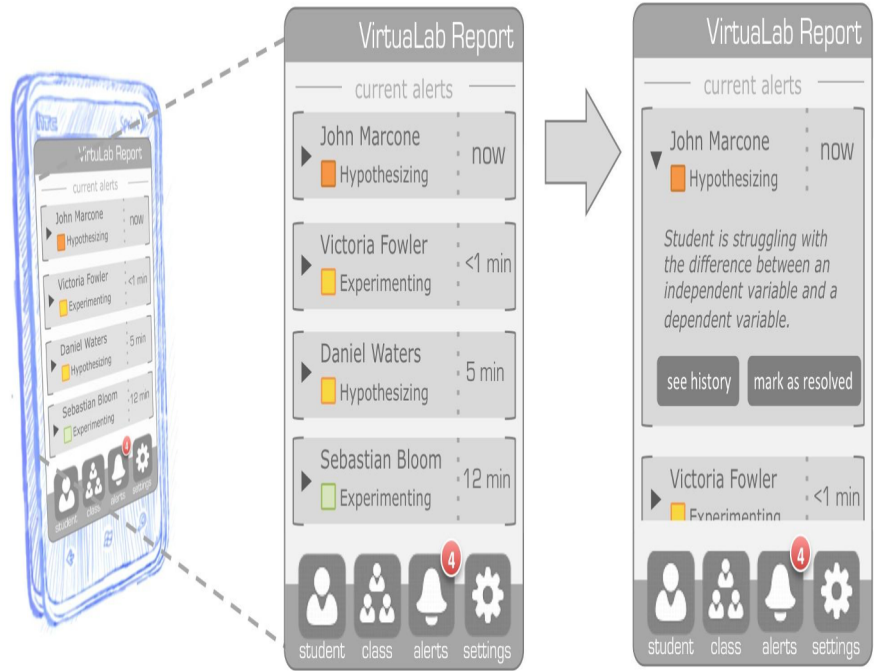 VirtuLab Report
current alerts
John Marcone
now
Hypothesizing
Victoria Fowler
<1 min
Experimenting
Daniel Waters
5 min
Hypothesizing
Sebastian Bloom
12 min
Experimenting
4
student
class
alerts
settings
VirtuaLab Report
current alerts
John Marcone
now
Hypothesizing
Victoria Fowler
<1 min
Experimenting
Daniel Waters
5 min
Hypothesizing
Sebastian Bloom
12 min
Experimenting
4
student class alerts settings
VirtuaLab Report
current alerts
John Marcone
now
Hypothesizing
Student is struggling with
the difference between an
independent variable and a
dependent variable.
see history mark as resolved
Victoria Fowler
<1 min
Experimenting
4
student class alerts settings